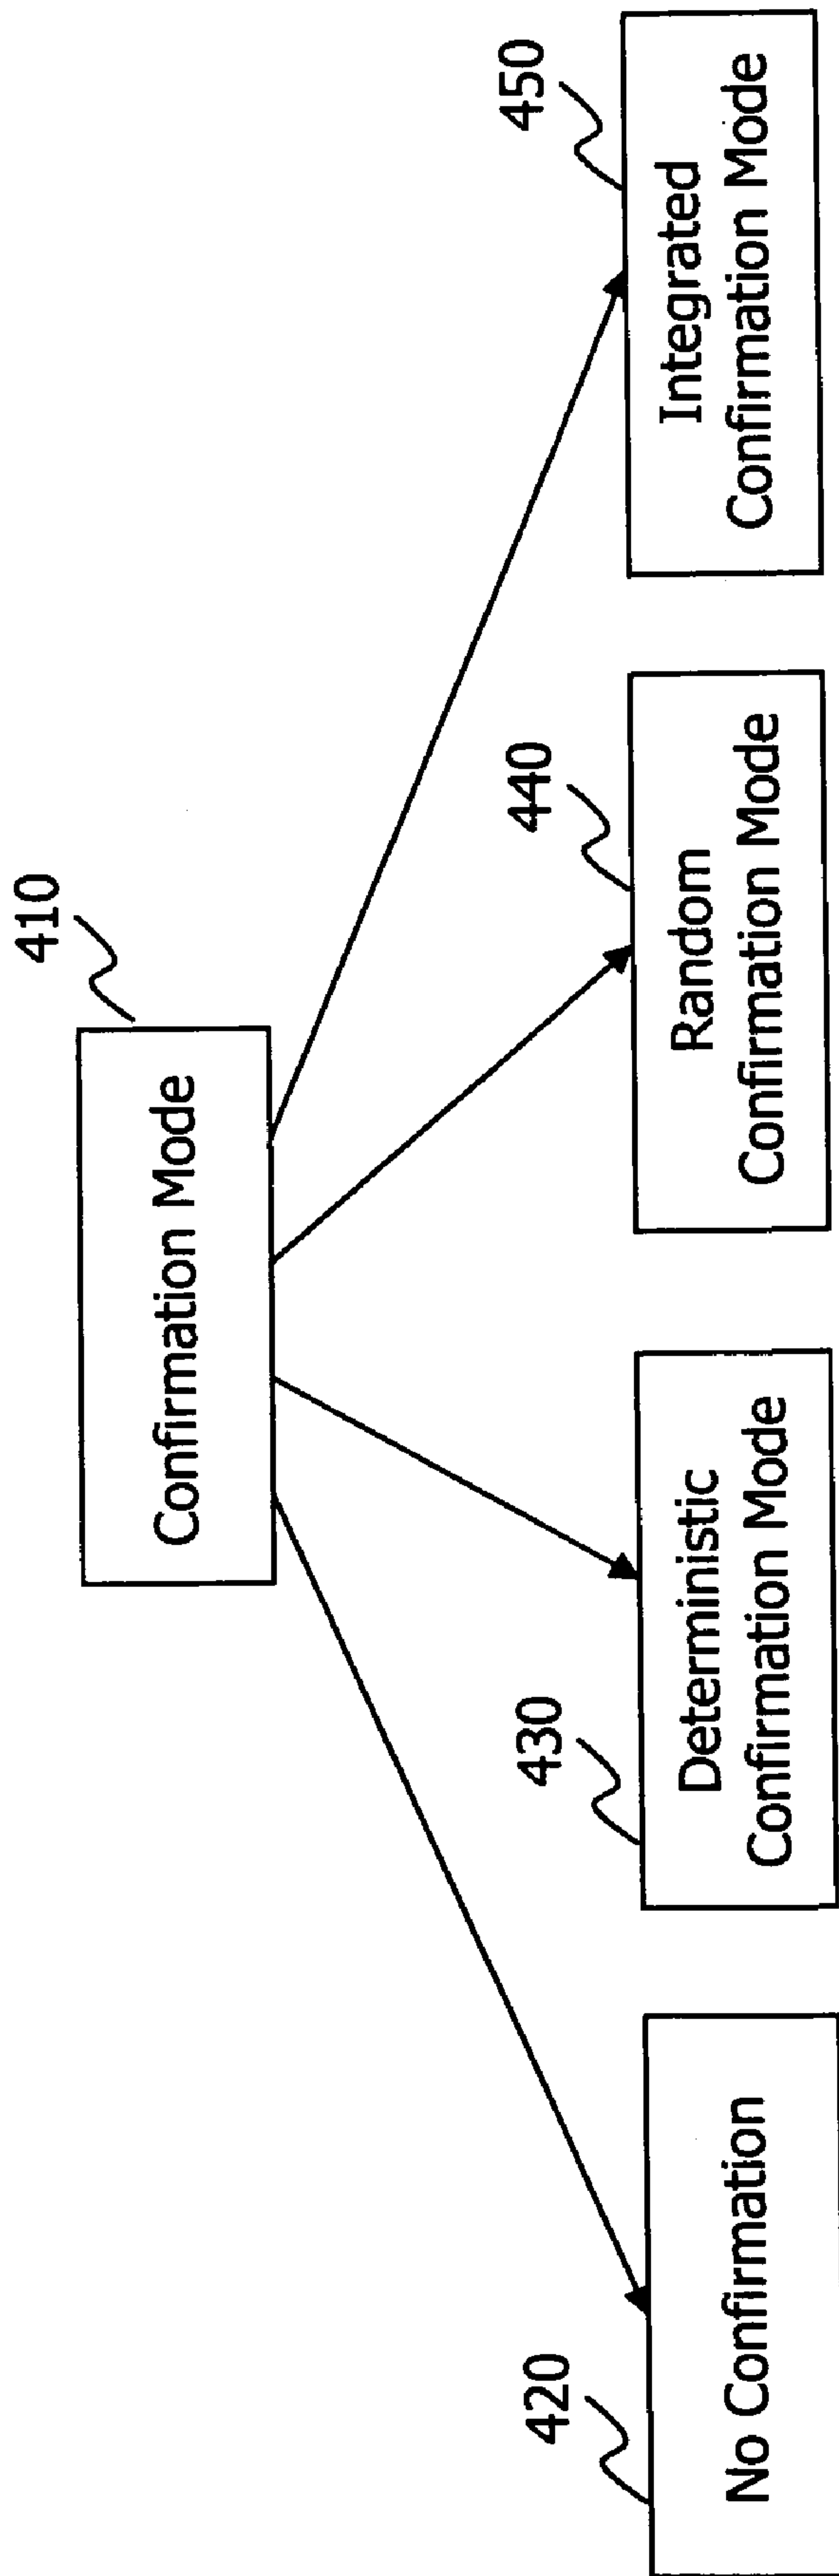 410
Confirmation Mode
420
No Confirmation
430
Deterministic
Confirmation Mode
440
Random
Confirmation Mode
450
Integrated
Confirmation Mode